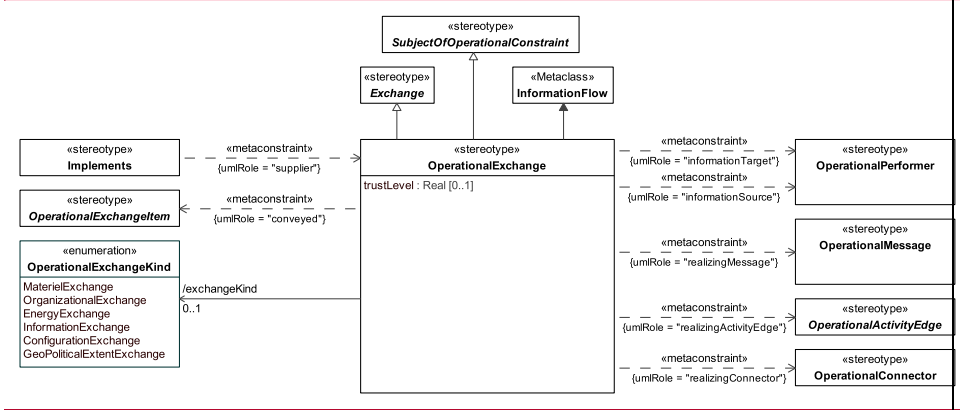 «stereotype»
SubjectOfOperationalConstraint
«stereotype»
Exchange
«Metaclass»
InformationFlow
«stereotype»
Implements
«metaconstraint»
{umlRole = "supplier"}
«stereotype»
OperationalExchangeItem
«metaconstraint»
{umlRole = "conveyed"}
«enumeration»
OperationalExchangeKind
MaterielExchange
OrganizationalExchange
EnergyExchange
InformationExchange
ConfigurationExchange
GeoPoliticalExtentExchange
/exchangeKind
0..1
«stereotype»
OperationalExchange
trustLevel : Real [0..1]
«metaconstraint»
{umlRole = "informationTarget"}
«metaconstraint»
{umlRole = "informationSource"}
«stereotype»
OperationalPerformer
«metaconstraint»
{umlRole = "realizingMessage"}
«stereotype»
OperationalMessage
«metaconstraint»
{umlRole = "realizingActivityEdge"}
«stereotype»
OperationalActivityEdge
«metaconstraint»
{umlRole = "realizingConnector"}
«stereotype»
OperationalConnector